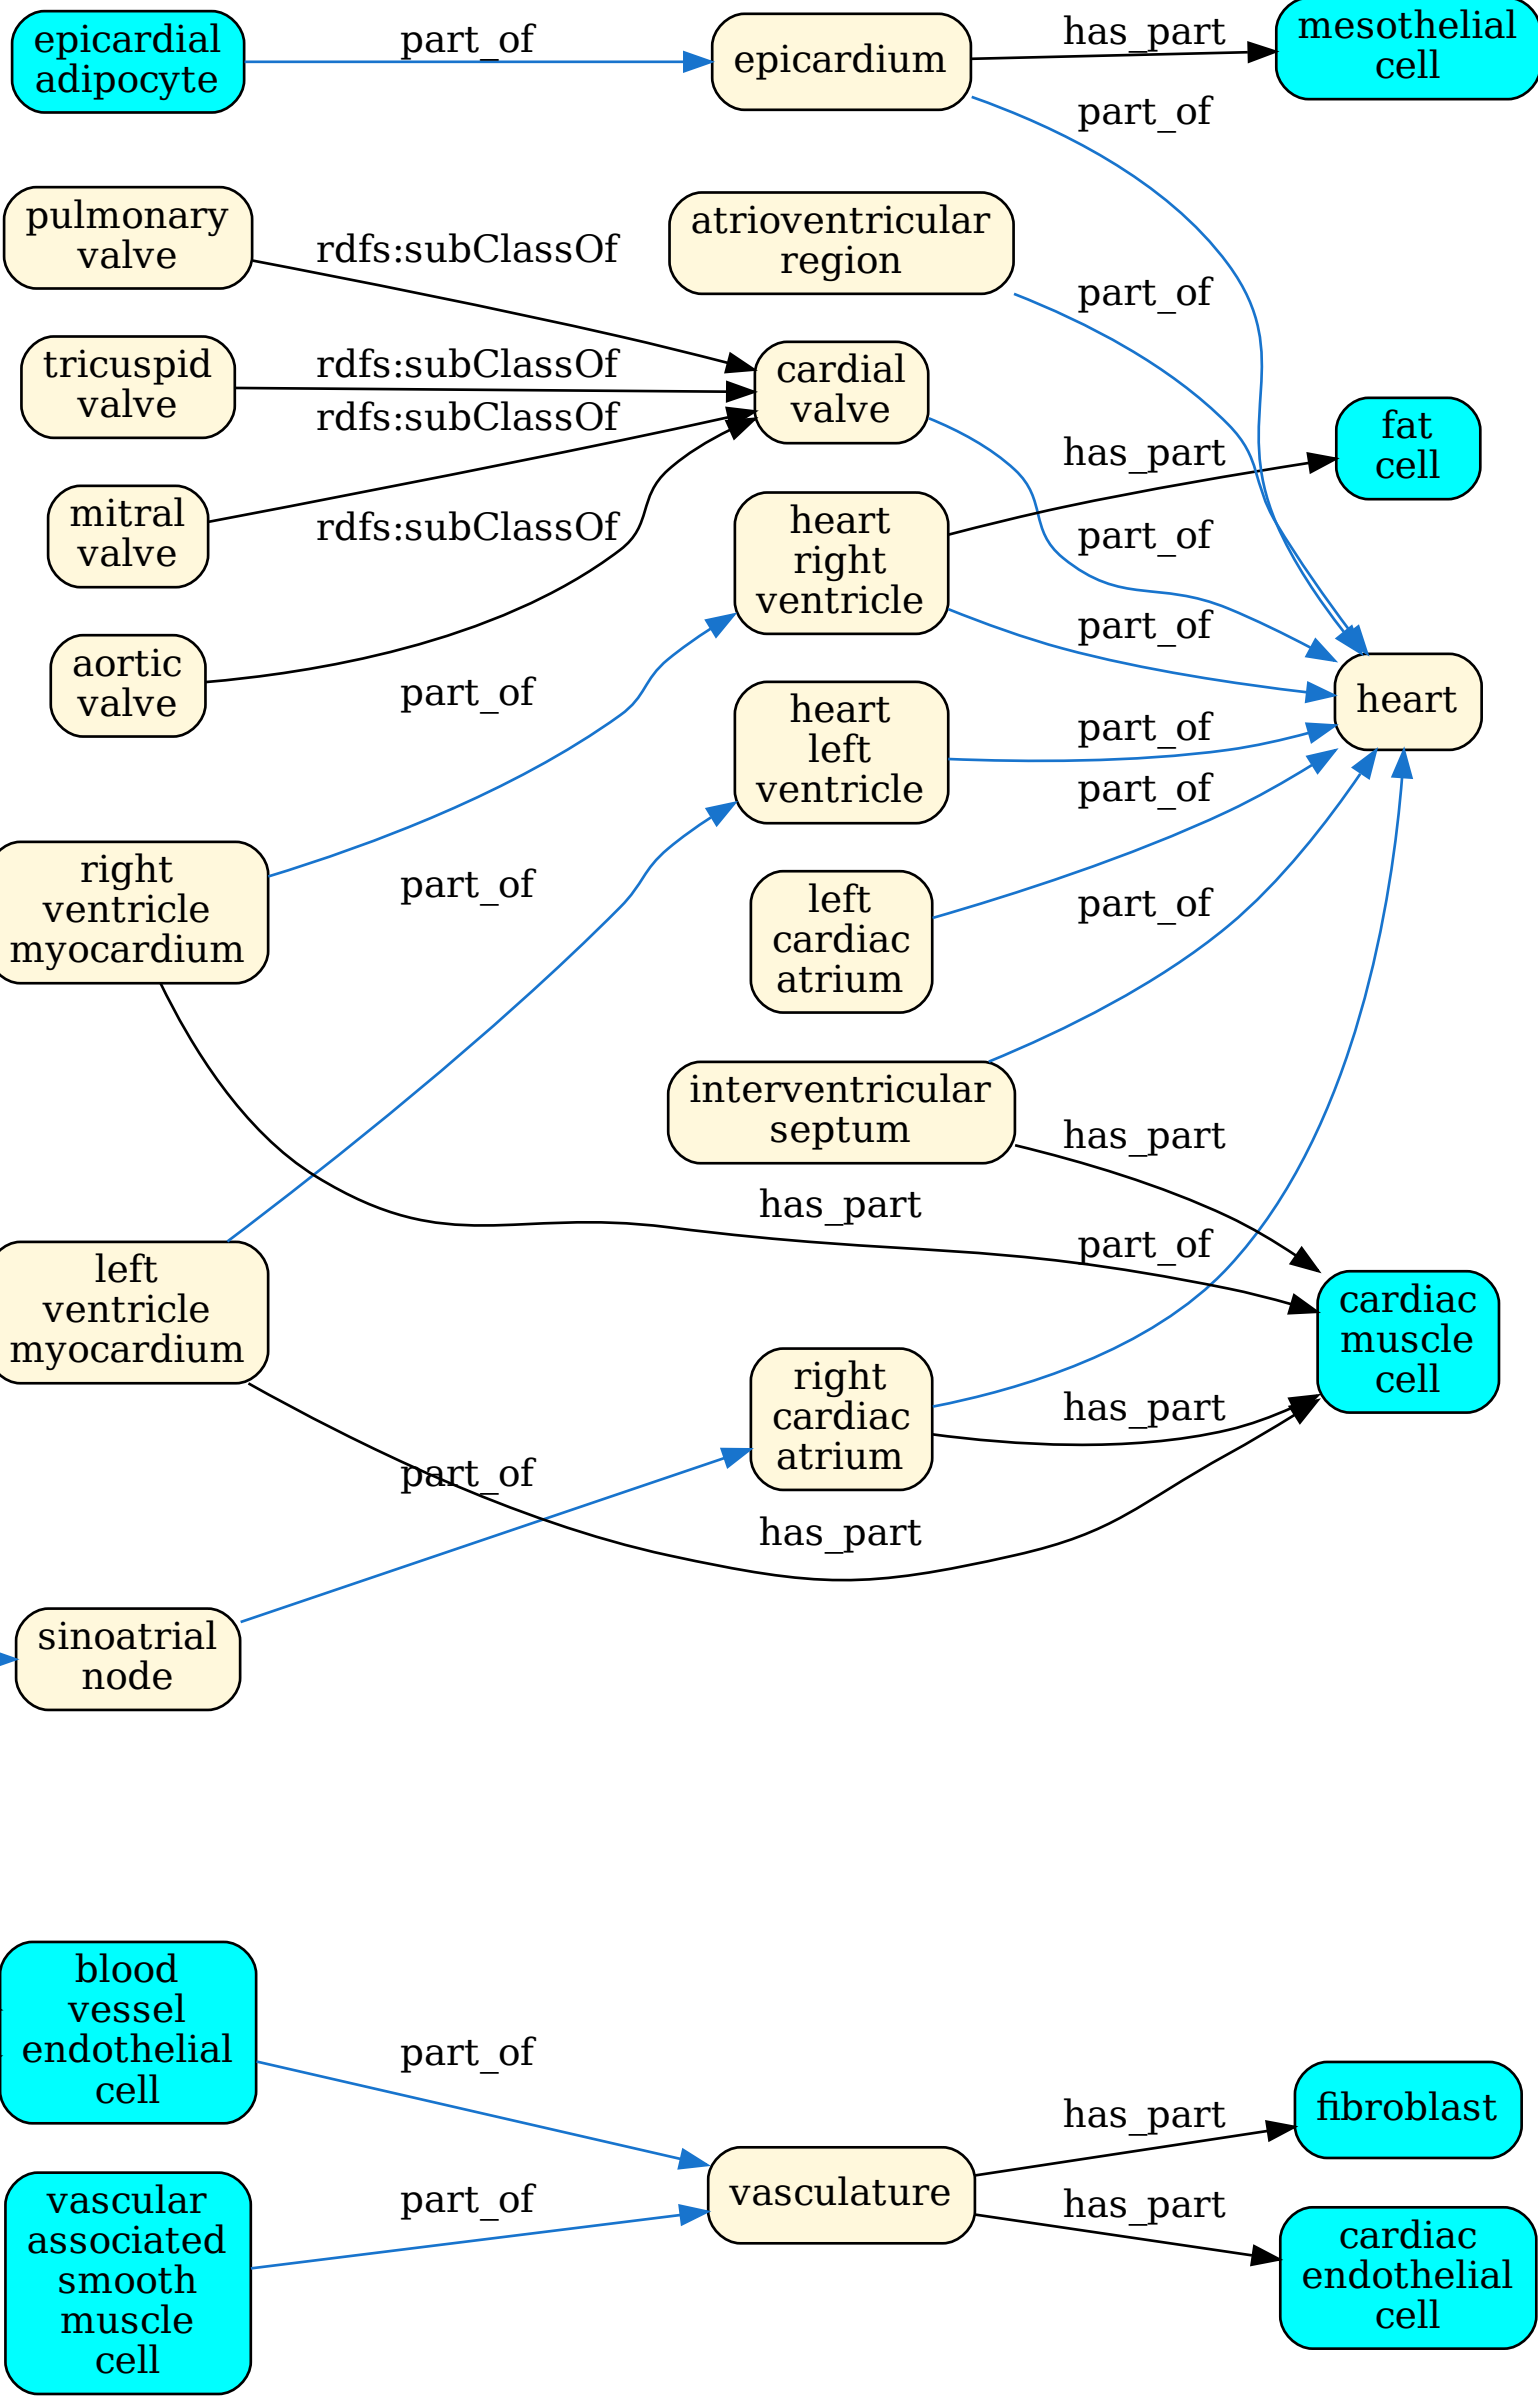 epicardial
adipocyte
part_of
epicardium
has_part
mesothelial
cell
part_of
pulmonary
valve
rdfs:subClassOf
atrioventricular
region
part_of
tricuspid
valve
rdfs:subClassOf
rdfs:subClassOf
cardial
valve
fat
cell
has_part
mitral
valve
rdfs:subClassOf
heart
right
ventricle
part_of
part_of
aortic
valve
part_of
heart
left
ventricle
part_of
heart
part_of
right
ventricle
myocardium
part_of
left
cardiac
atrium
part_of
interventricular
septum
has_part
has_part
part_of
left
ventricle
myocardium
cardiac
muscle
cell
right
cardiac
atrium
has_part
part_of
has_part
sinoatrial
node
blood
vessel
endothelial
cell
part_of
fibroblast
has_part
vascular
associated
smooth
muscle
cell
part_of
vasculature
has_part
cardiac
endothelial
cell